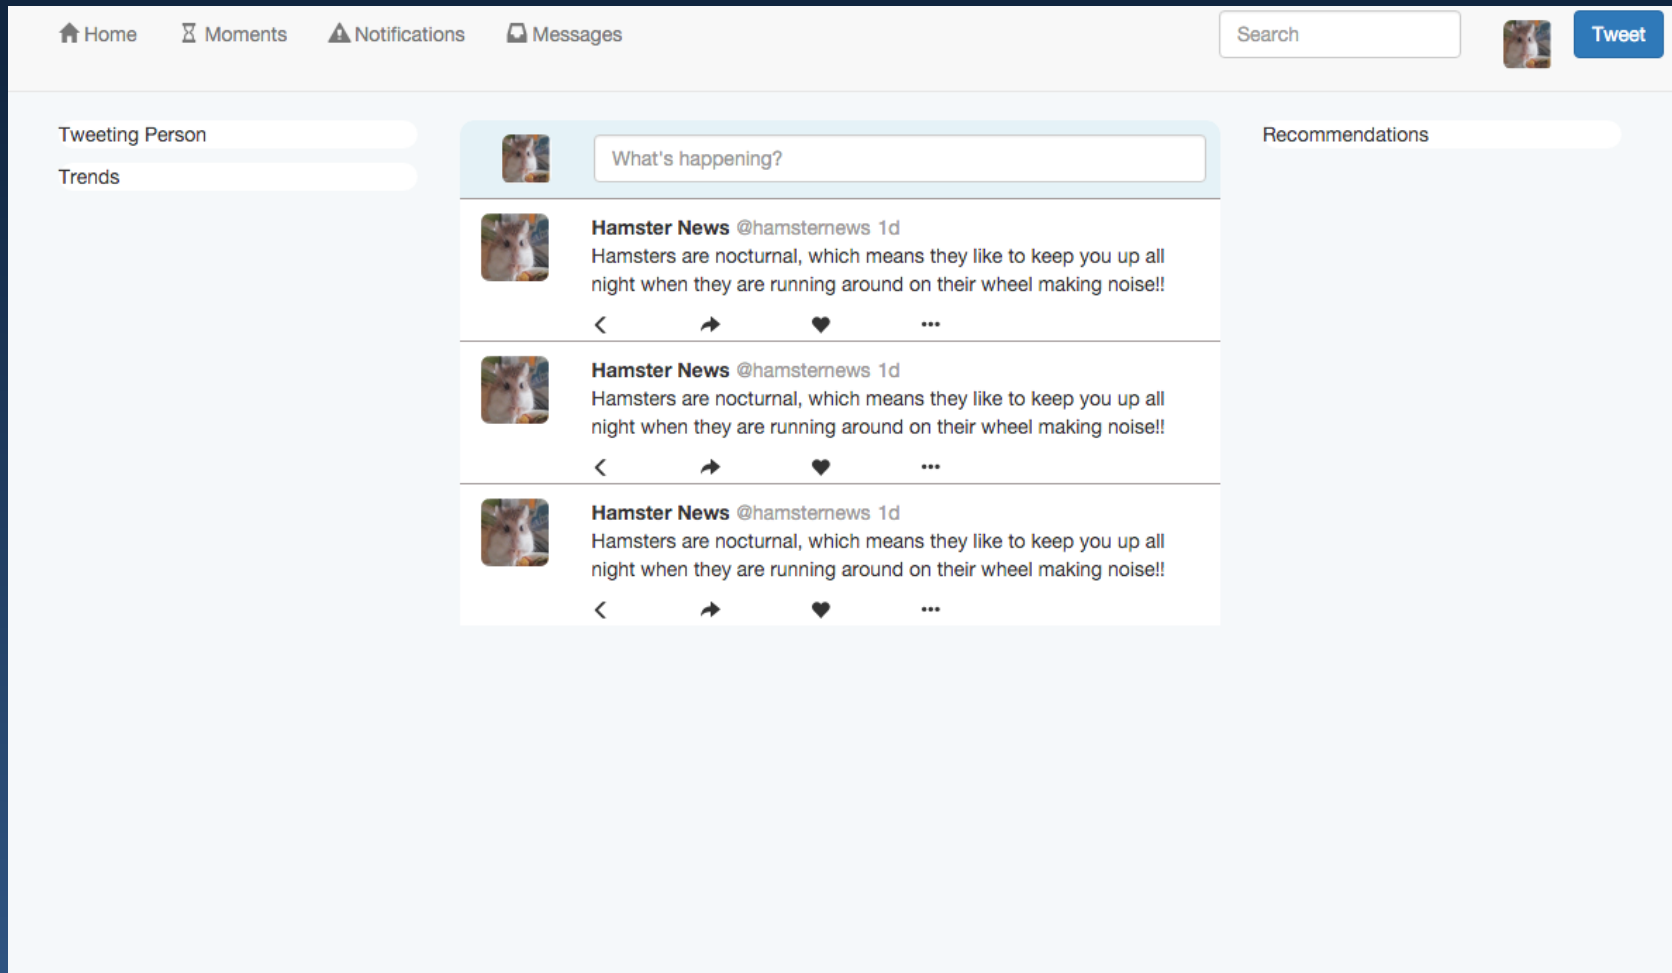 Home Moments Notifications Messages Search Tweet
Tweeting Person
Trends
What's happening?
Hamster News @hamsternews 1d
Hamsters are nocturnal, which means they like to keep you up all
night when they are running around on their wheel making noise!!
Hamster News @hamsternews 1d
Hamsters are nocturnal, which means they like to keep you up all
night when they are running around on their wheel making noise!!
Hamster News @hamsternews 1d
Hamsters are nocturnal, which means they like to keep you up all
night when they are running around on their wheel making noise!!
Recommendations